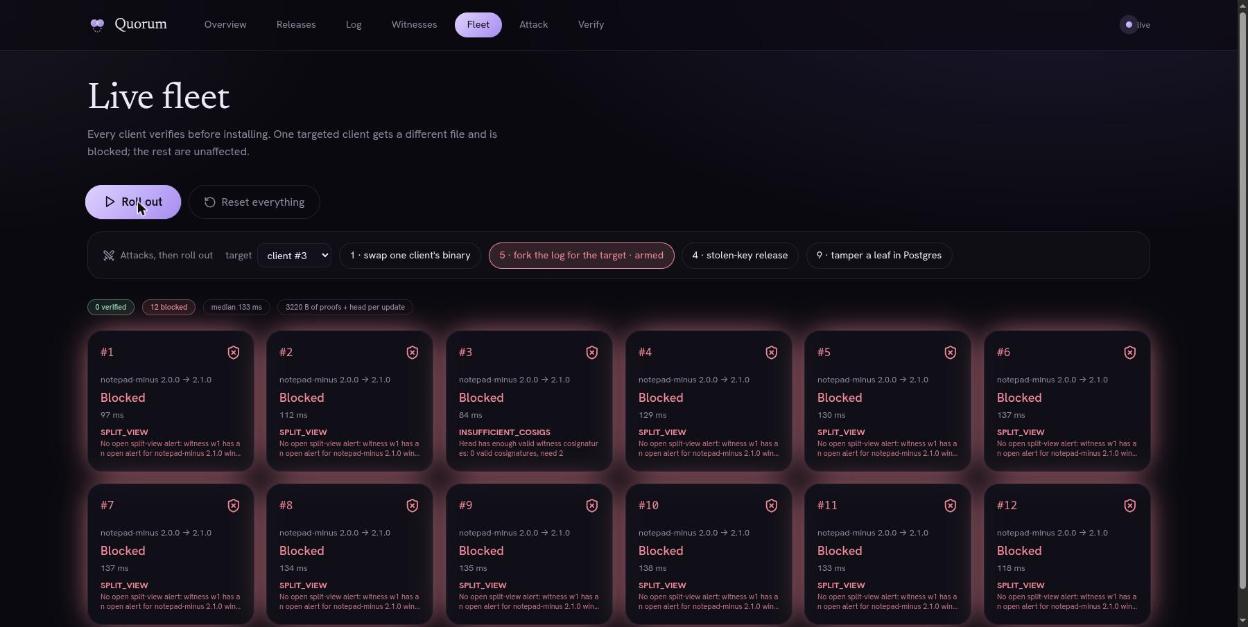 Quorum Overview Releases Log Witnesses Fleet Attack Verify live
Live fleet
Every client verifies before installing. One targeted client gets a different file and is
blocked; the rest are unaffected.
Roll out Reset everything
Attacks, then roll out target client #3 1 · swap one client's binary 5 · fork the log for the target · armed 4 · stolen-key release 9 · tamper a leaf in Postgres
0 verified 12 blocked median 133 ms 3220 B of proofs + head per update
#1
notepad-minus 2.0.0 → 2.1.0
Blocked
97 ms
SPLIT_VIEW
No open split-view alert: witness w1 has a
n open alert for notepad-minus 2.1.0 win...
#2
notepad-minus 2.0.0 → 2.1.0
Blocked
112 ms
SPLIT_VIEW
No open split-view alert: witness w1 has a
n open alert for notepad-minus 2.1.0 win...
#3
notepad-minus 2.0.0 → 2.1.0
Blocked
84 ms
INSUFFICIENT_COSIGS
Head has enough valid witness cosignatur
es: 0 valid cosignatures, need 2
#4
notepad-minus 2.0.0 → 2.1.0
Blocked
129 ms
SPLIT_VIEW
No open split-view alert: witness w1 has a
n open alert for notepad-minus 2.1.0 win...
#5
notepad-minus 2.0.0 → 2.1.0
Blocked
130 ms
SPLIT_VIEW
No open split-view alert: witness w1 has a
n open alert for notepad-minus 2.1.0 win...
#6
notepad-minus 2.0.0 → 2.1.0
Blocked
137 ms
SPLIT_VIEW
No open split-view alert: witness w1 has a
n open alert for notepad-minus 2.1.0 win...
#7
notepad-minus 2.0.0 → 2.1.0
Blocked
137 ms
SPLIT_VIEW
No open split-view alert: witness w1 has a
n open alert for notepad-minus 2.1.0 win...
#8
notepad-minus 2.0.0 → 2.1.0
Blocked
134 ms
SPLIT_VIEW
No open split-view alert: witness w1 has a
n open alert for notepad-minus 2.1.0 win...
#9
notepad-minus 2.0.0 → 2.1.0
Blocked
135 ms
SPLIT_VIEW
No open split-view alert: witness w1 has a
n open alert for notepad-minus 2.1.0 win...
#10
notepad-minus 2.0.0 → 2.1.0
Blocked
138 ms
SPLIT_VIEW
No open split-view alert: witness w1 has a
n open alert for notepad-minus 2.1.0 win...
#11
notepad-minus 2.0.0 → 2.1.0
Blocked
133 ms
SPLIT_VIEW
No open split-view alert: witness w1 has a
n open alert for notepad-minus 2.1.0 win...
#12
notepad-minus 2.0.0 → 2.1.0
Blocked
118 ms
SPLIT_VIEW
No open split-view alert: witness w1 has a
n open alert for notepad-minus 2.1.0 win...